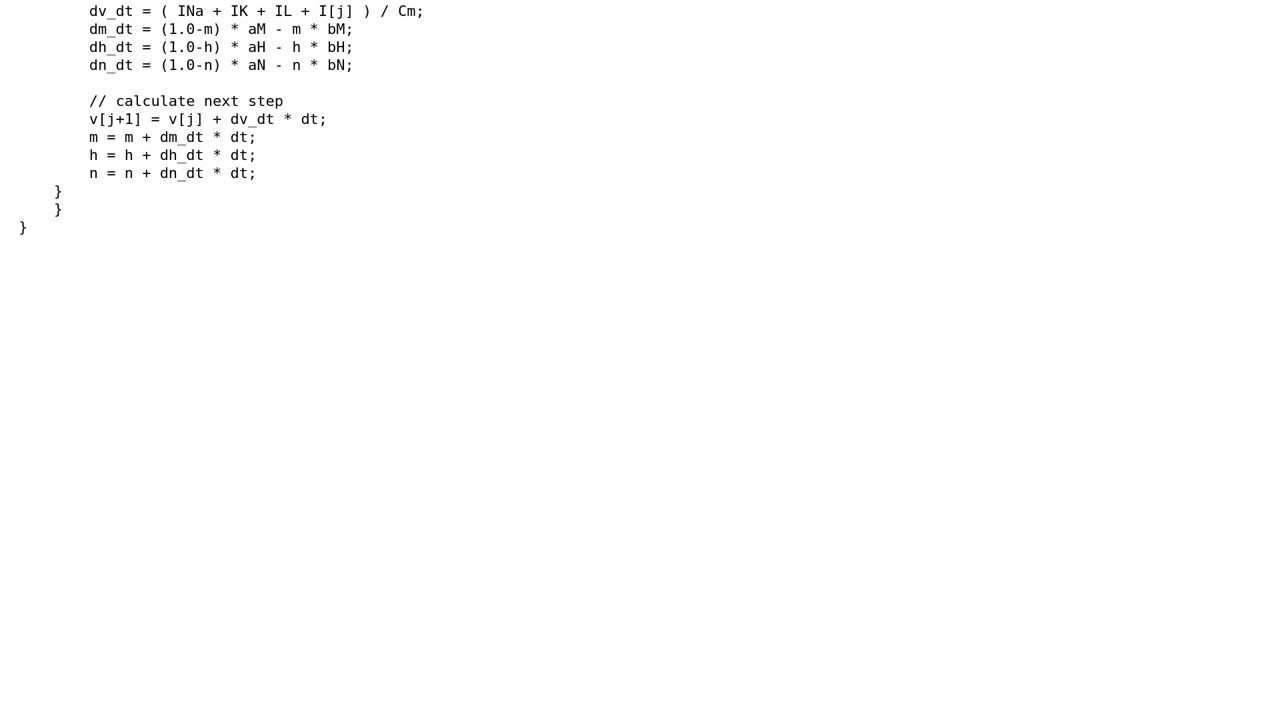 dv_dt = ( INa + IK + IL + I[j] ) / Cm;
        dm_dt = (1.0-m) * aM - m * bM;
        dh_dt = (1.0-h) * aH - h * bH;
        dn_dt = (1.0-n) * aN - n * bN;

        // calculate next step
        v[j+1] = v[j] + dv_dt * dt;
        m = m + dm_dt * dt;
        h = h + dh_dt * dt;
        n = n + dn_dt * dt;
    }
    }
}